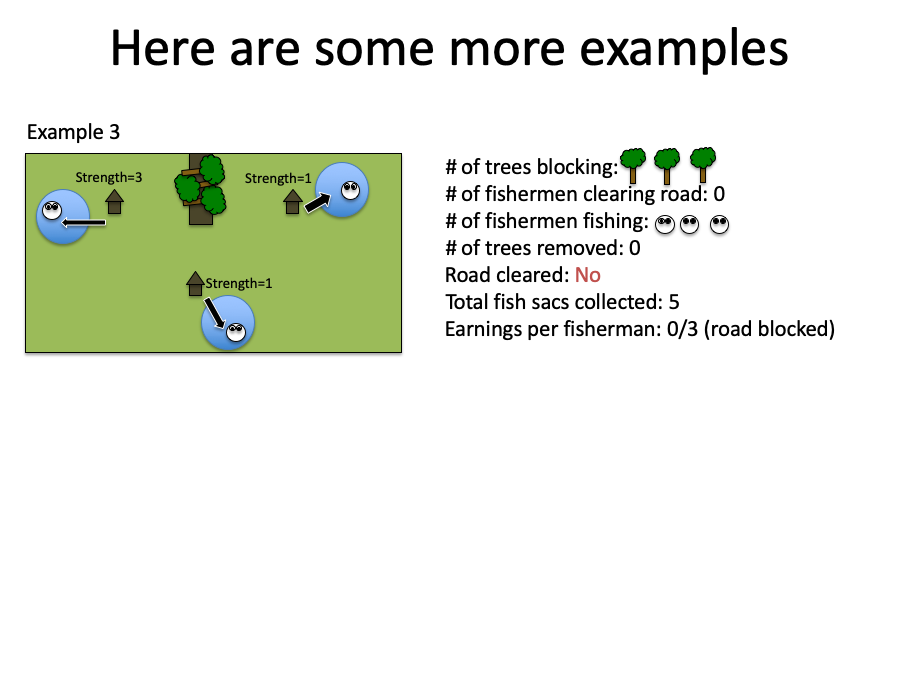 Here are some more examples
Example 3
Strength=3
Strength=1
Strength=1
# of trees blocking:
# of fishermen clearing road: 0
# of fishermen fishing:
# of trees removed: 0
Road cleared: No
Total fish sacs collected: 5
Earnings per fisherman: 0/3 (road blocked)